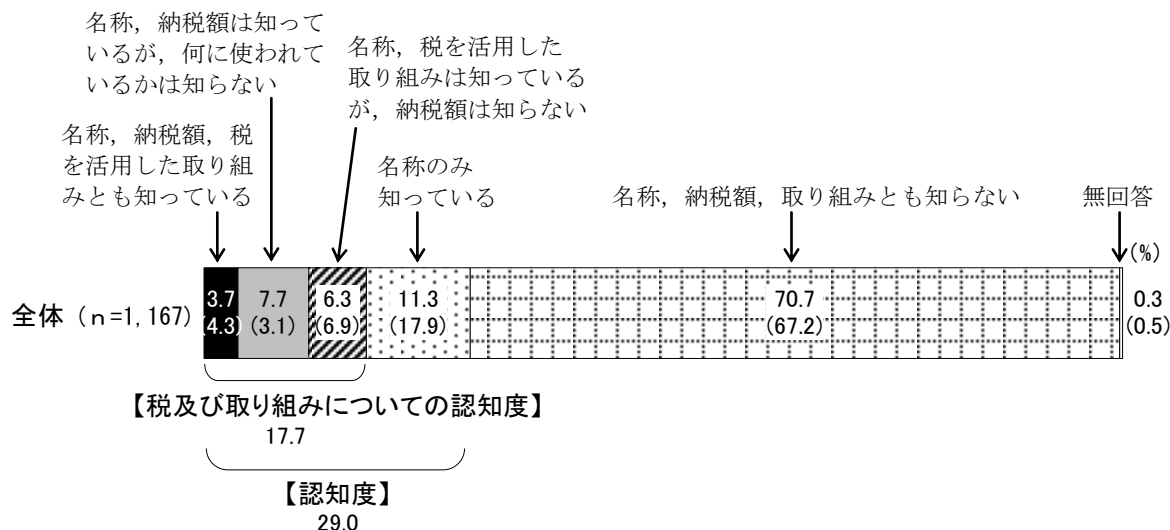 名称，納税額は知って
いるが，何に使われて
いるかは知らない
名称，税を活用した
取り組みは知っている
が，納税額は知らない
名称，納税額，税
を活用した取り組
みとも知っている
名称のみ
知っている
名称，納税額，取り組みとも知らない
無回答
(%)
全体（n=1,167）
3.7
(4.3)
7.7
(3.1)
6.3
(6.9)
11.3
(17.9)
70.7
(67.2)
0.3
(0.5)
【税及び取り組みについての認知度】
17.7
【認知度】
29.0